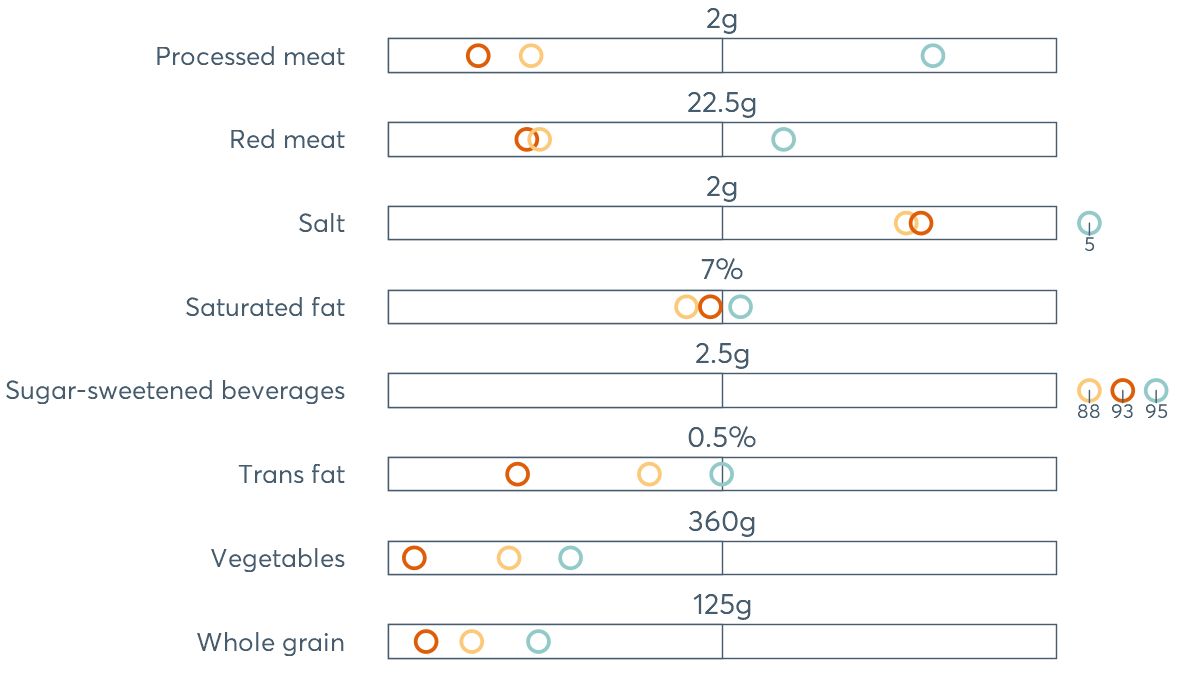 2g
Processed meat
22.5g
Red meat
2g
Salt
5
7%
Saturated fat
2.5g
Sugar-sweetened beverages
88 93 95
0.5%
Trans fat
360g
Vegetables
125g
Whole grain